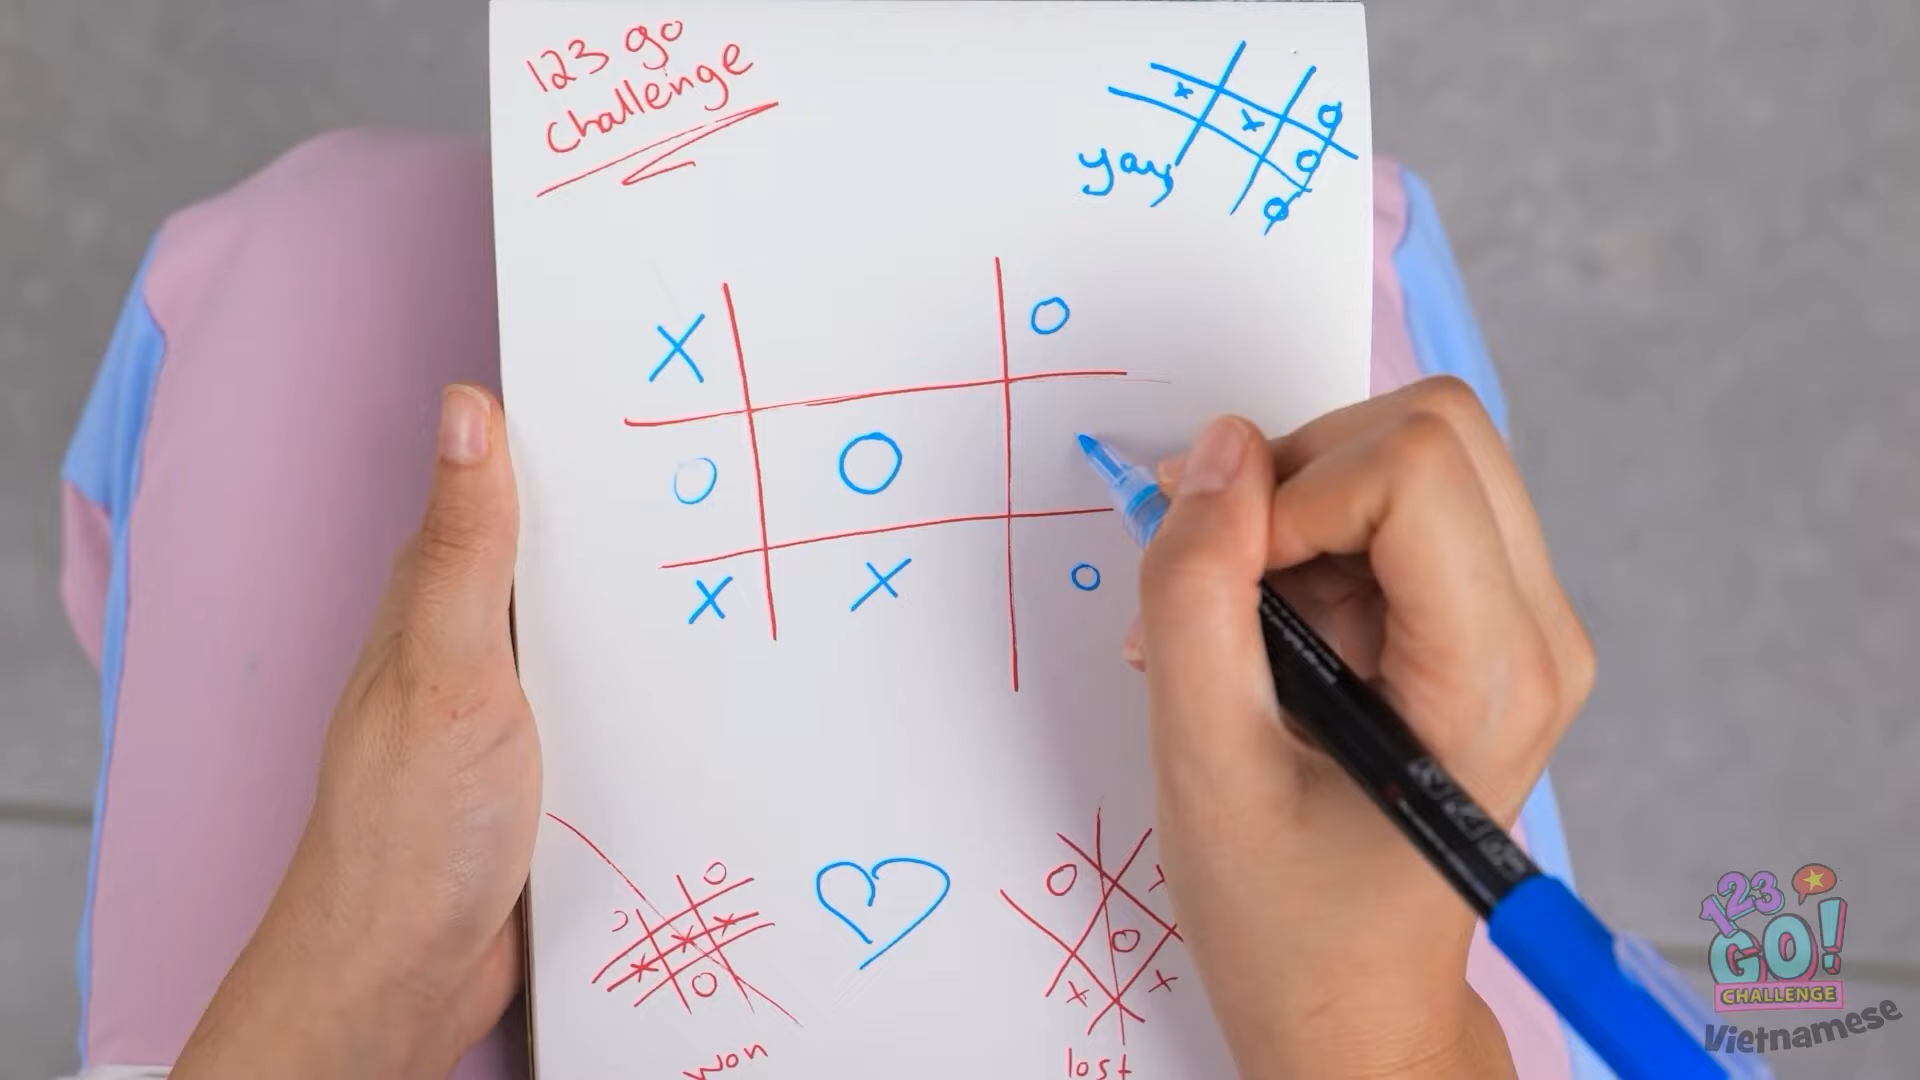 123 go
challenge
yay
X O
O O
X X O
won
lost
123
GO!
CHALLENGE
Vietnamese